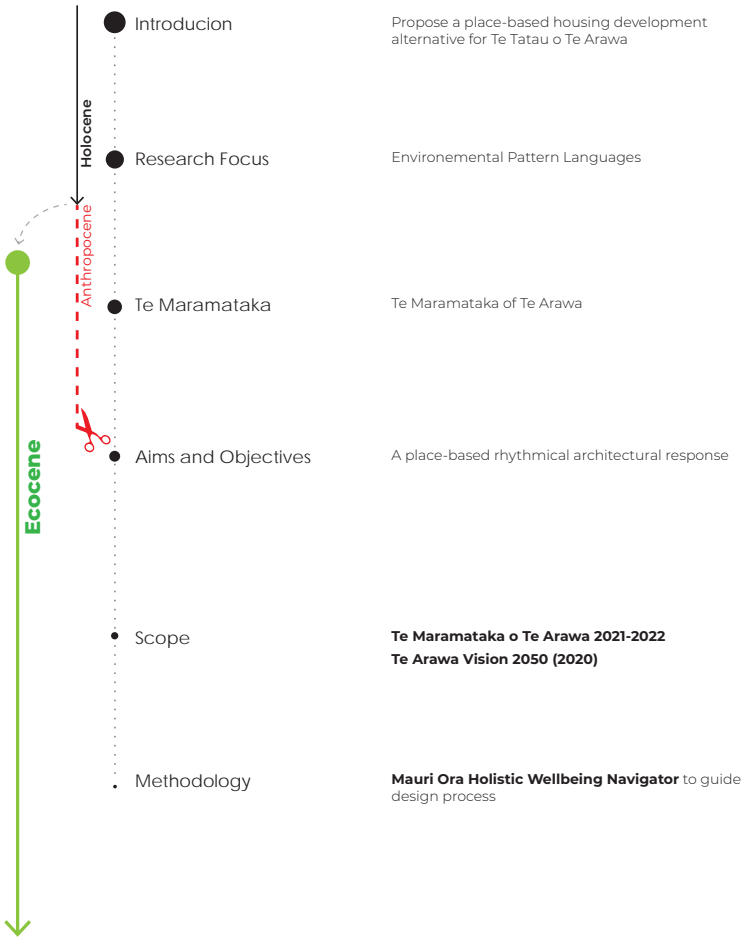 Introducion
Propose a place-based housing development
alternative for Te Tatau o Te Arawa
Holocene
Research Focus
Environemental Pattern Languages
Anthropocene
Te Maramataka
Te Maramataka of Te Arawa
Ecocene
Aims and Objectives
A place-based rhythmical architectural response
Scope
Te Maramataka o Te Arawa 2021-2022
Te Arawa Vision 2050 (2020)
Methodology
Mauri Ora Holistic Wellbeing Navigator to guide
design process